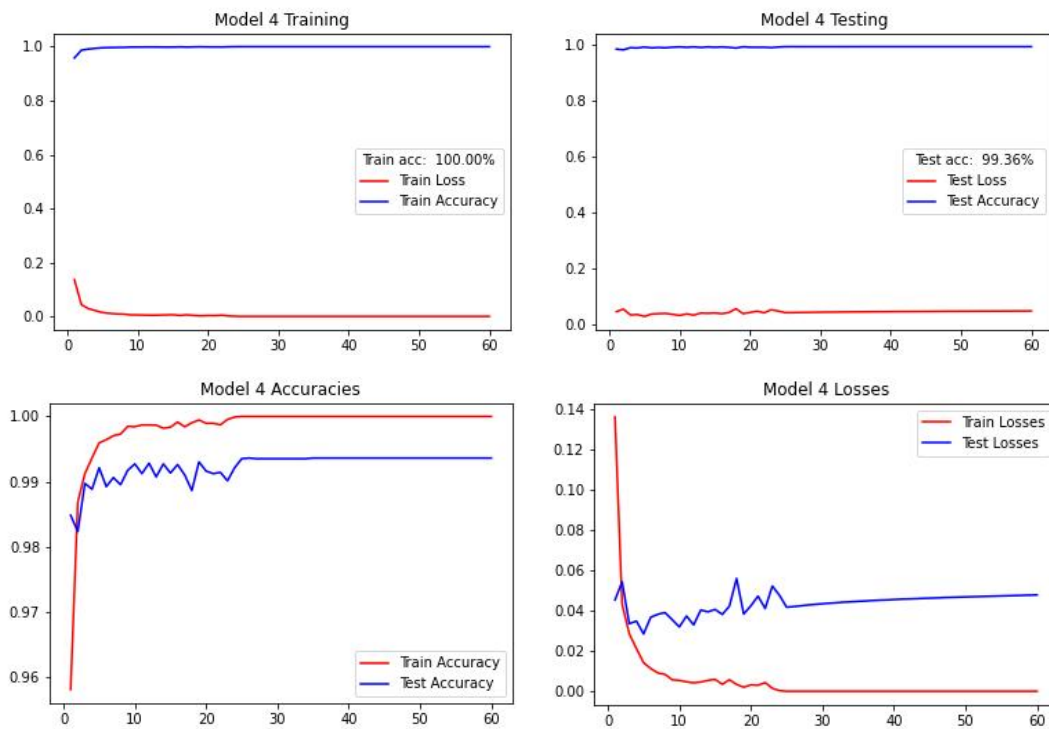 Model 4 Training
1.0
0.8
0.6
0.4
0.2
0.0
Train acc: 100.00%
Train Loss
Train Accuracy
0 10 20 30 40 50 60
Model 4 Testing
1.0
0.8
0.6
0.4
0.2
0.0
Test acc: 99.36%
Test Loss
Test Accuracy
0 10 20 30 40 50 60
Model 4 Accuracies
1.00
0.99
0.98
0.97
0.96
Train Accuracy
Test Accuracy
0 10 20 30 40 50 60
Model 4 Losses
0.14
0.12
0.10
0.08
0.06
0.04
0.02
0.00
Train Losses
Test Losses
0 10 20 30 40 50 60